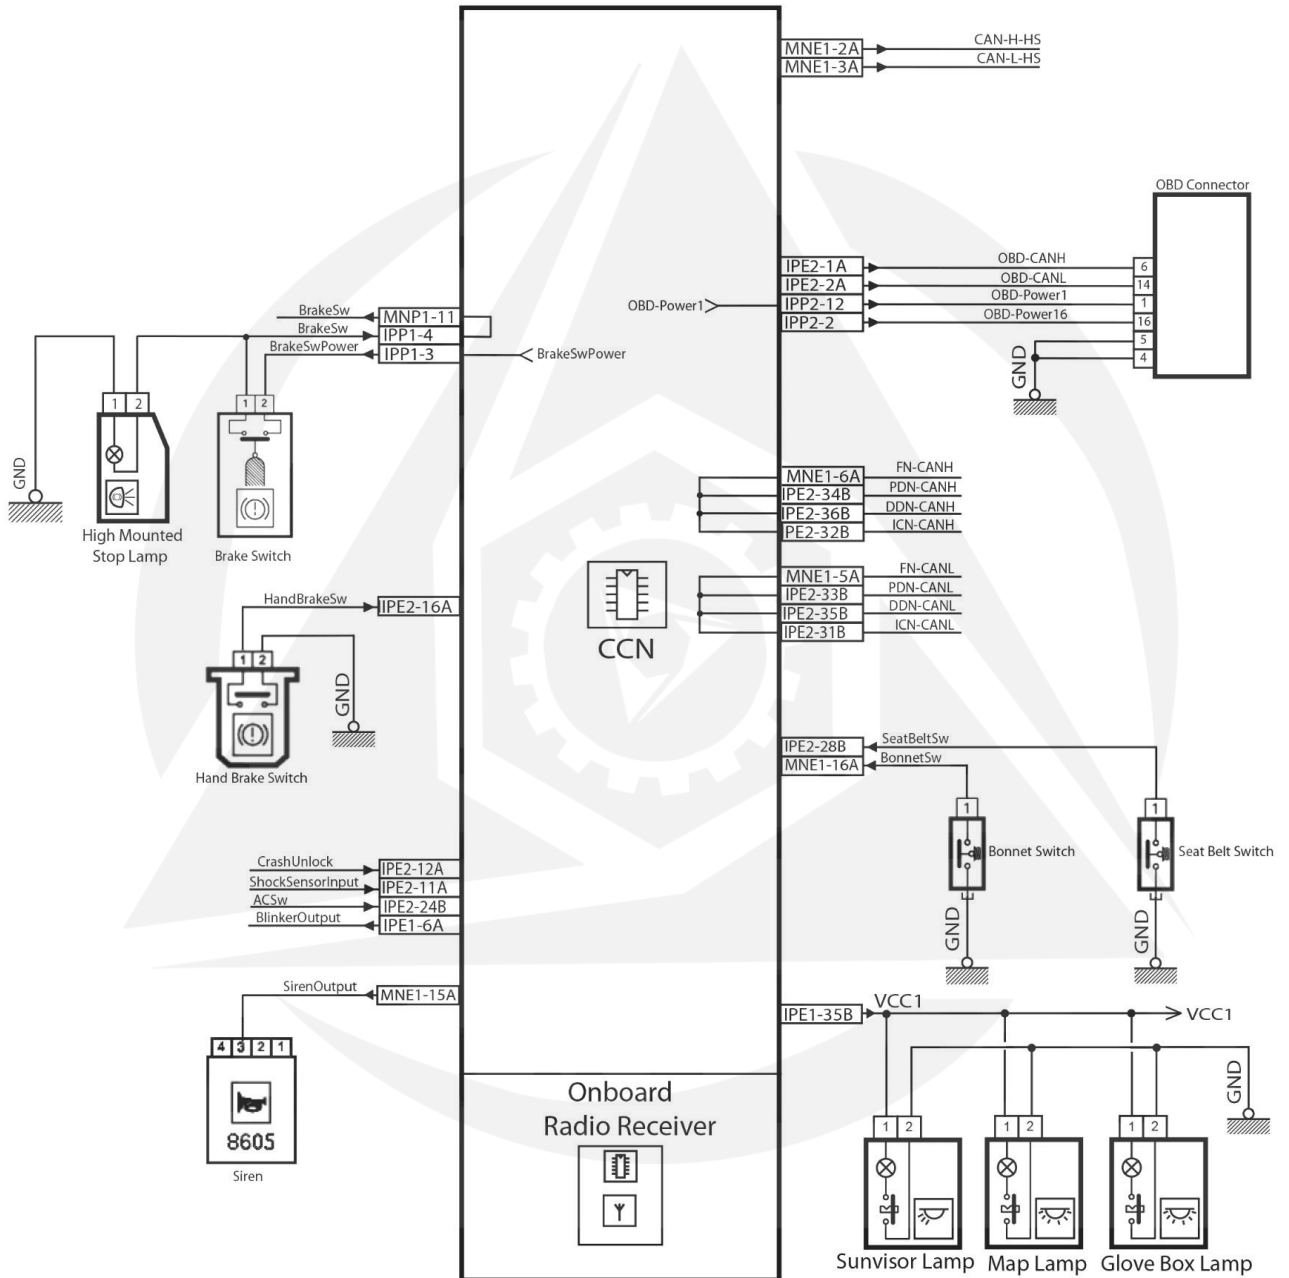 MNE1-2A
CAN-H-HS
MNE1-3A
CAN-L-HS
OBD Connector
IPE2-1A
OBD-CANH
6
IPE2-2A
OBD-CANL
14
OBD-Power1
IPP2-12
OBD-Power1
1
IPP2-2
OBD-Power16
16
5
4
GND
BrakeSw
MNP1-11
BrakeSw
IPP1-4
BrakeSwPower
IPP1-3
BrakeSwPower
1 2
1 2
GND
High Mounted
Stop Lamp
Brake Switch
MNE1-6A
FN-CANH
IPE2-34B
PDN-CANH
IPE2-36B
DDN-CANH
PE2-32B
ICN-CANH
MNE1-5A
FN-CANL
IPE2-33B
PDN-CANL
IPE2-35B
DDN-CANL
IPE2-31B
ICN-CANL
CCN
HandBrakeSw
IPE2-16A
1 2
GND
Hand Brake Switch
IPE2-28B
SeatBeltSw
MNE1-16A
BonnetSw
1
1
Bonnet Switch
Seat Belt Switch
GND
GND
CrashUnlock
IPE2-12A
ShockSensorInput
IPE2-11A
ACSw
IPE2-24B
BlinkerOutput
IPE1-6A
SirenOutput
MNE1-15A
4 3 2 1
8605
Siren
IPE1-35B
VCC1
VCC1
GND
1 2
1 2
1 2
Sunvisor Lamp
Map Lamp
Glove Box Lamp
Onboard
Radio Receiver